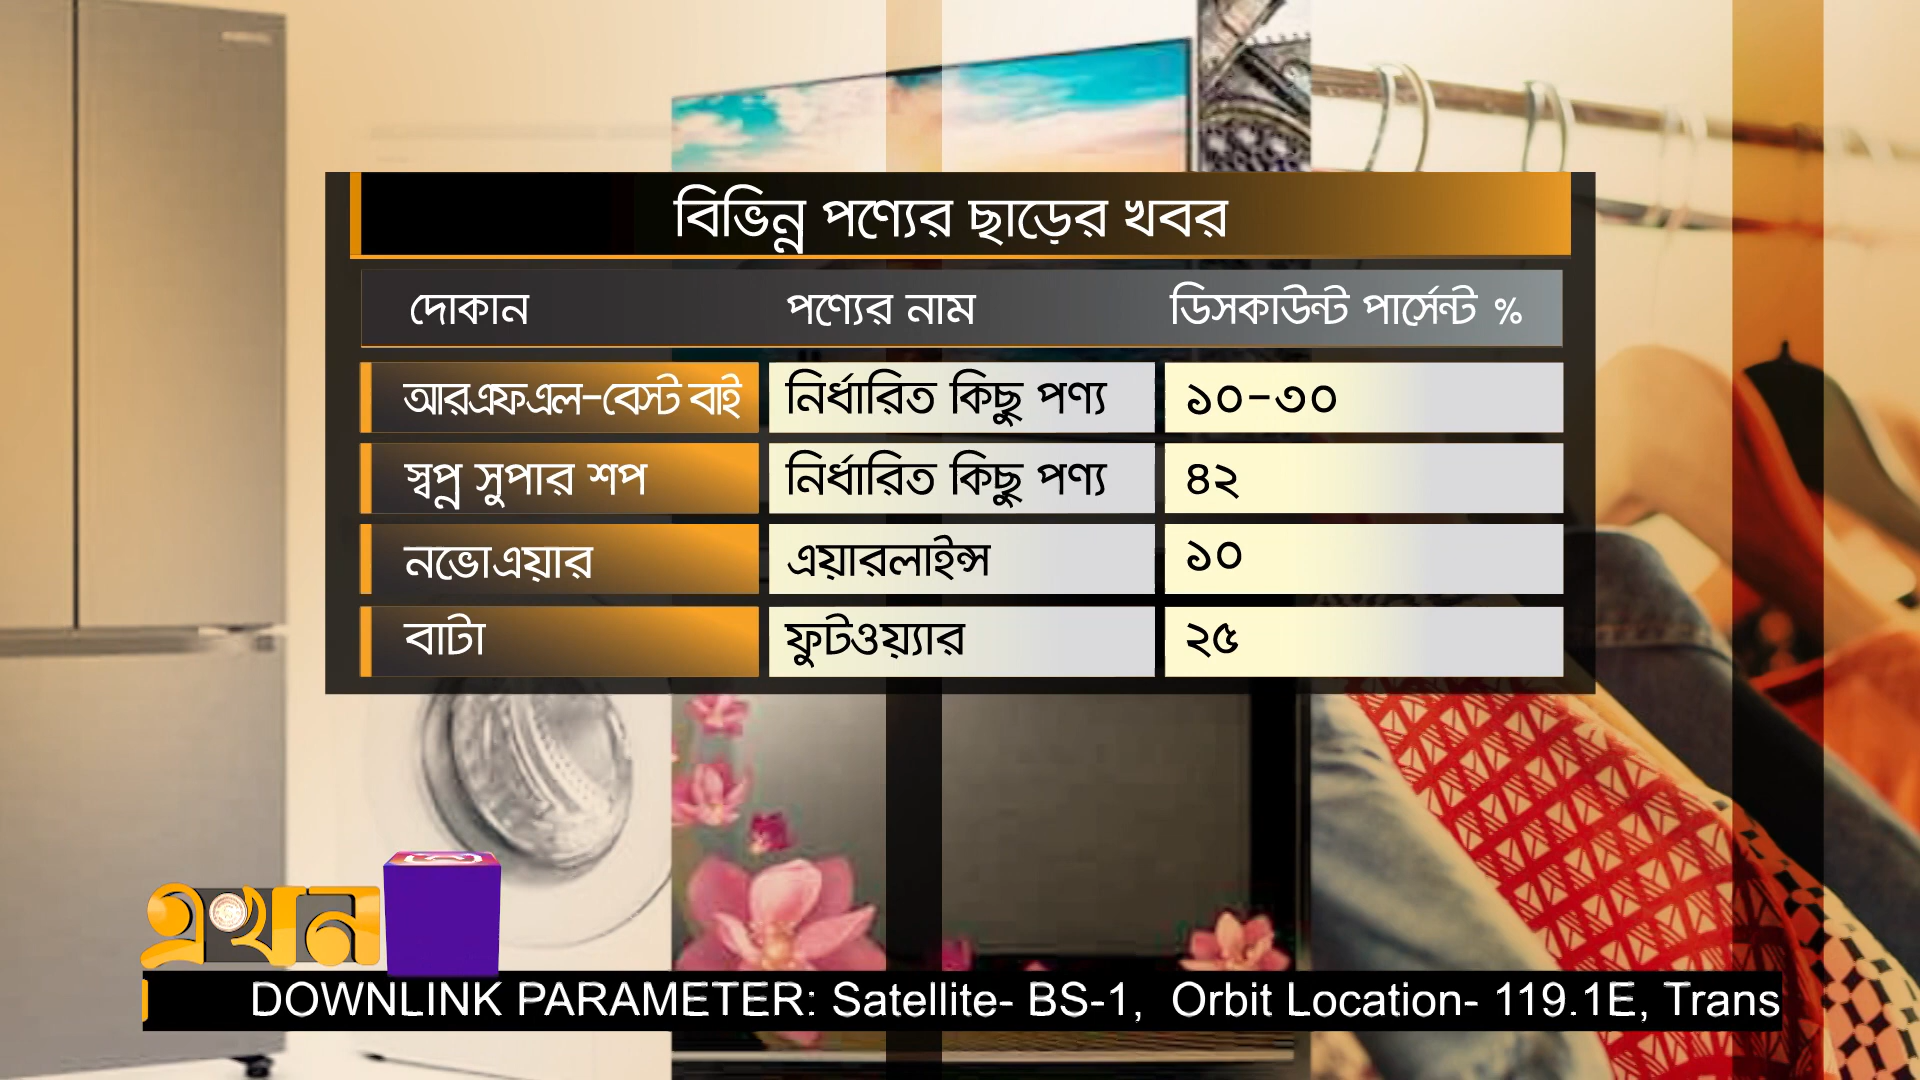 বিভিন্ন পণ্যের ছাড়ের খবর
দোকান পণ্যের নাম ডিসকাউন্ট পার্সেন্ট %
আরএফএল-বেস্ট বাই নির্ধারিত কিছু পণ্য ১০-৩০
স্বপ্ন সুপার শপ নির্ধারিত কিছু পণ্য ৪২
নভোএয়ার এয়ারলাইন্স ১০
বাটা ফুটওয়্যার ২৫
এখন
DOWNLINK PARAMETER: Satellite- BS-1, Orbit Location- 119.1E, Trans